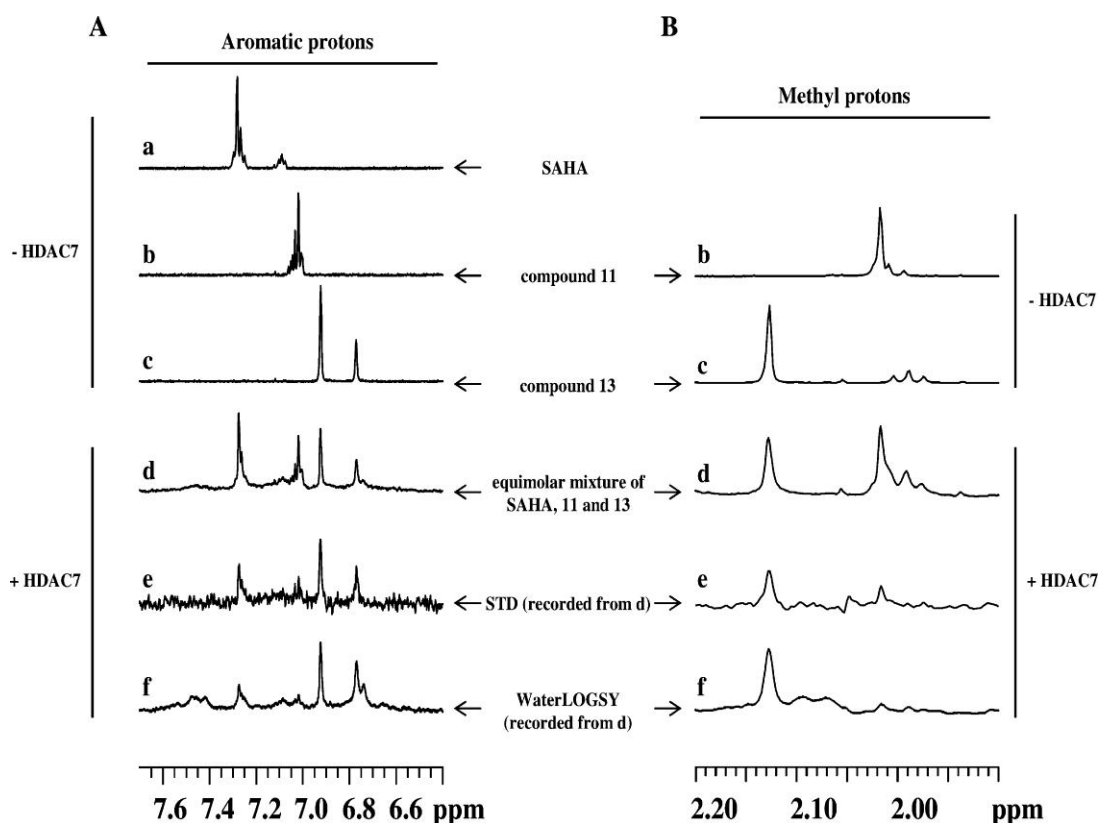 A
B
Aromatic protons
Methyl protons
a
SAHA
- HDAC7
b
compound 11
b
- HDAC7
c
compound 13
c
d
equimolar mixture of
SAHA, 11 and 13
d
+ HDAC7
e
STD (recorded from d)
e
+ HDAC7
f
WaterLOGSY
(recorded from d)
f
7.6 7.4 7.2 7.0 6.8 6.6 ppm
2.20 2.10 2.00 ppm